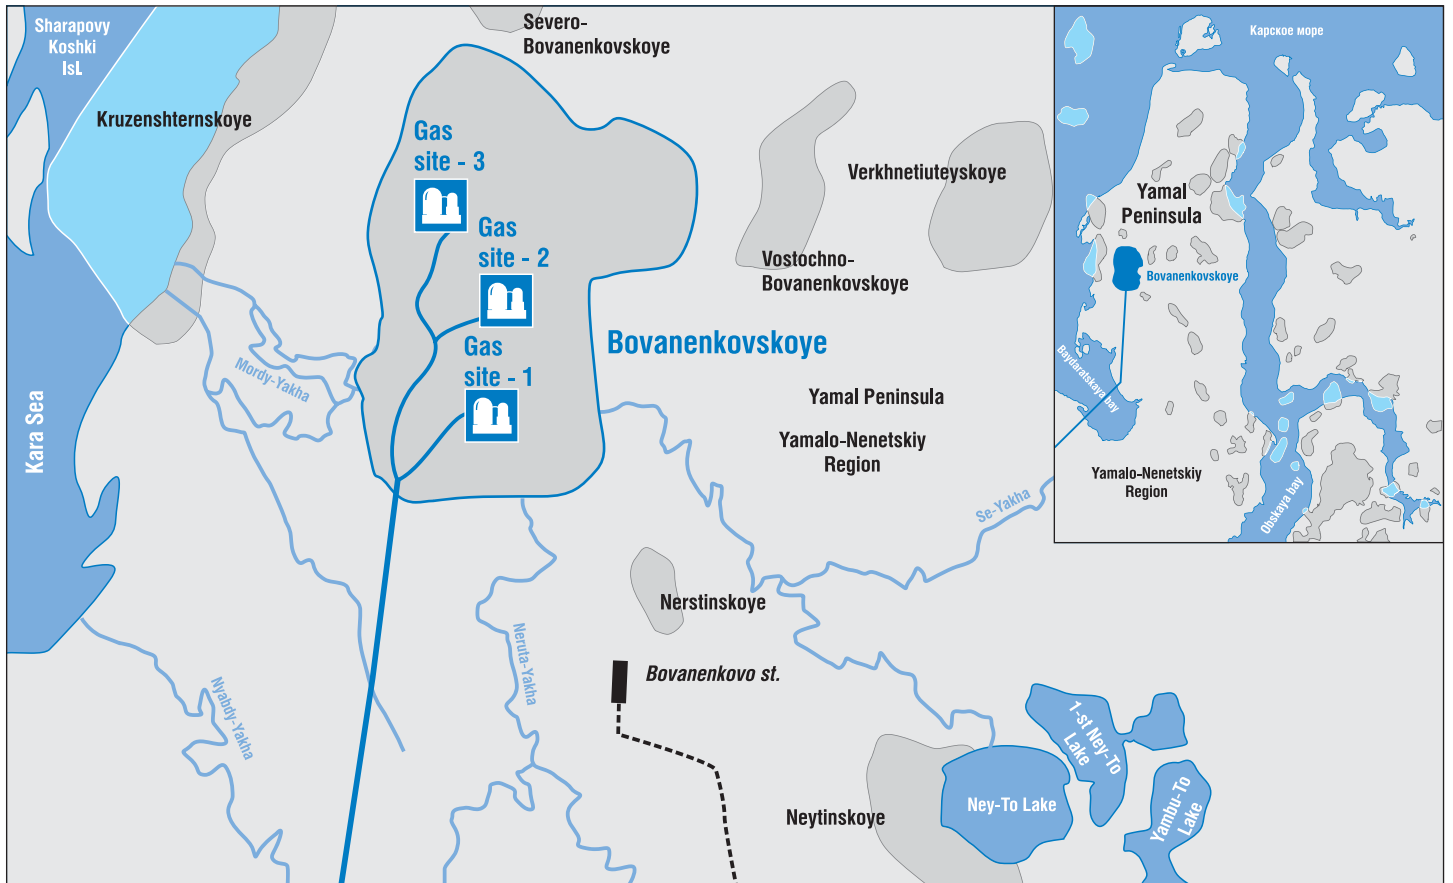 Sharapovy
Koshki
Isl.
Severo-
Bovanenkovskoye
Kruzenshternskoye
Gas
site - 3
Gas
site - 2
Gas
site - 1
Verkhnetiuteyskoye
Vostochno-
Bovanenkovskoye
Bovanenkovskoye
Yamal Peninsula
Yamalo-Nenetskiy
Region
Mordy-Yakha
Kara Sea
Se-Yakha
Nerstinskoye
Neruta-Yakha
Bovanenkovo st.
Nyabdy-Yakha
Neytinskoye
Ney-To Lake
1-st Ney-To
Lake
Yambu-To
Lake
Карское море
Yamal
Peninsula
Bovanenkovskoye
Baydaratskaya bay
Yamalo-Nenetskiy
Region
Obskaya bay